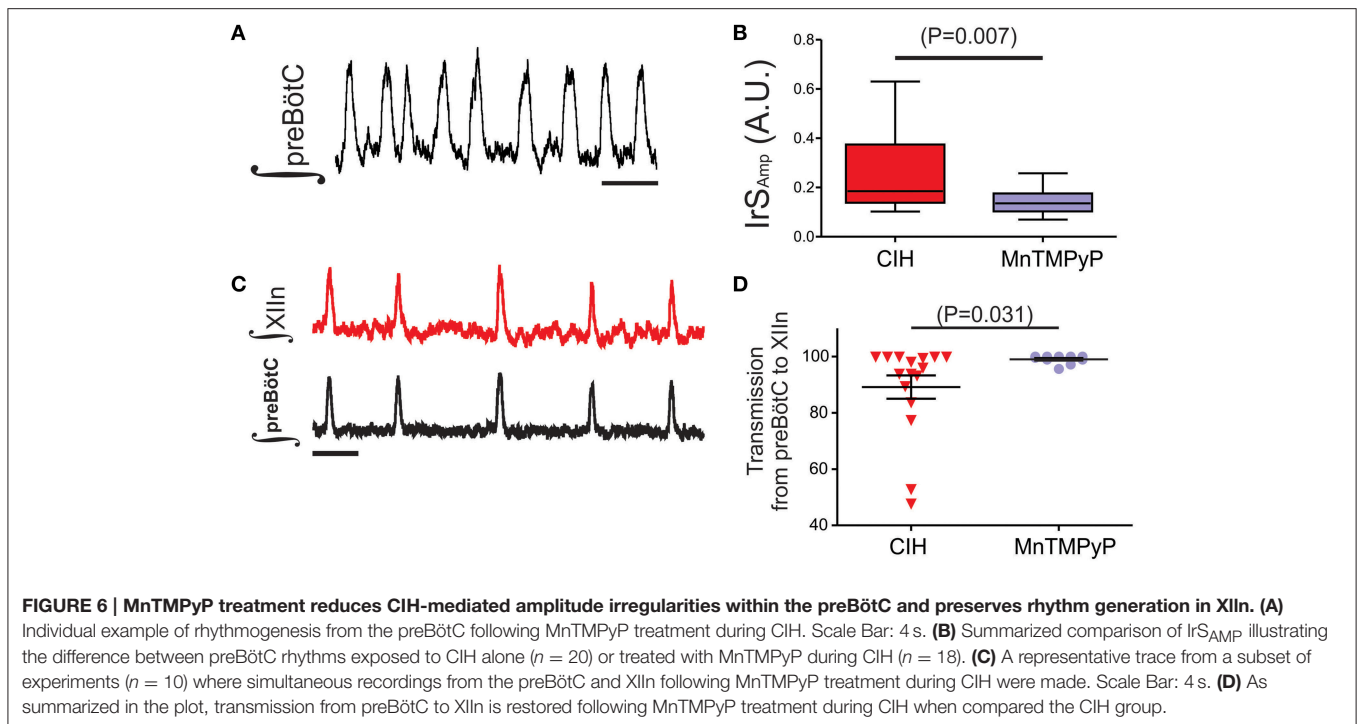 A
∫preBötC
B
(P=0.007)
IrSAmp (A.U.)
0.8
0.6
0.4
0.2
0.0
CIH
MnTMPyP
C
∫XIIn
∫preBötC
D
(P=0.031)
Transmission
from preBötC to XIIn
100
80
60
40
CIH
MnTMPyP
FIGURE 6 | MnTMPyP treatment reduces CIH-mediated amplitude irregularities within the preBötC and preserves rhythm generation in XIIn. (A)
Individual example of rhythmogenesis from the preBötC following MnTMPyP treatment during CIH. Scale Bar: 4 s. (B) Summarized comparison of IrSAMP illustrating
the difference between preBötC rhythms exposed to CIH alone (n = 20) or treated with MnTMPyP during CIH (n = 18). (C) A representative trace from a subset of
experiments (n = 10) where simultaneous recordings from the preBötC and XIIn following MnTMPyP treatment during CIH were made. Scale Bar: 4 s. (D) As
summarized in the plot, transmission from preBötC to XIIn is restored following MnTMPyP treatment during CIH when compared the CIH group.